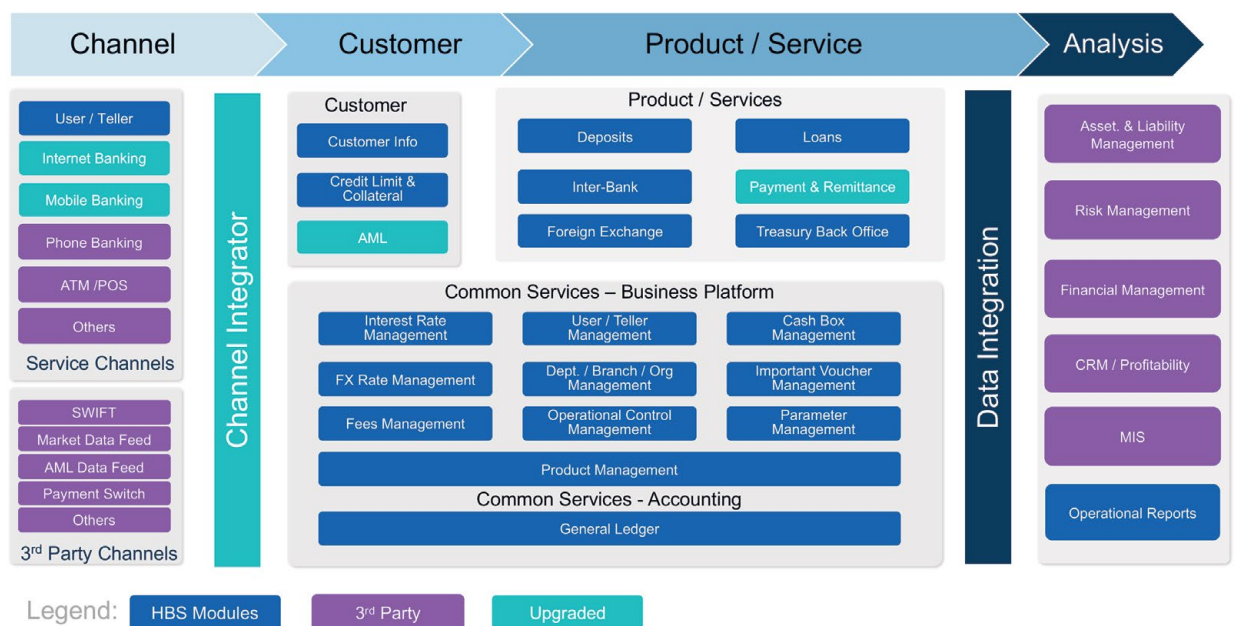 Channel
Customer
Product / Service
Analysis
User / Teller
Internet Banking
Mobile Banking
Phone Banking
ATM /POS
Others
Service Channels
SWIFT
Market Data Feed
AML Data Feed
Payment Switch
Others
3rd Party Channels
Channel Integrator
Customer
Customer Info
Credit Limit &
Collateral
AML
Product / Services
Deposits
Loans
Inter-Bank
Payment & Remittance
Foreign Exchange
Treasury Back Office
Common Services – Business Platform
Interest Rate
Management
User / Teller
Management
Cash Box
Management
FX Rate Management
Dept. / Branch / Org
Management
Important Voucher
Management
Fees Management
Operational Control
Management
Parameter
Management
Product Management
Common Services - Accounting
General Ledger
Data Integration
Asset. & Liability
Management
Risk Management
Financial Management
CRM / Profitability
MIS
Operational Reports
Legend:
HBS Modules
3rd Party
Upgraded